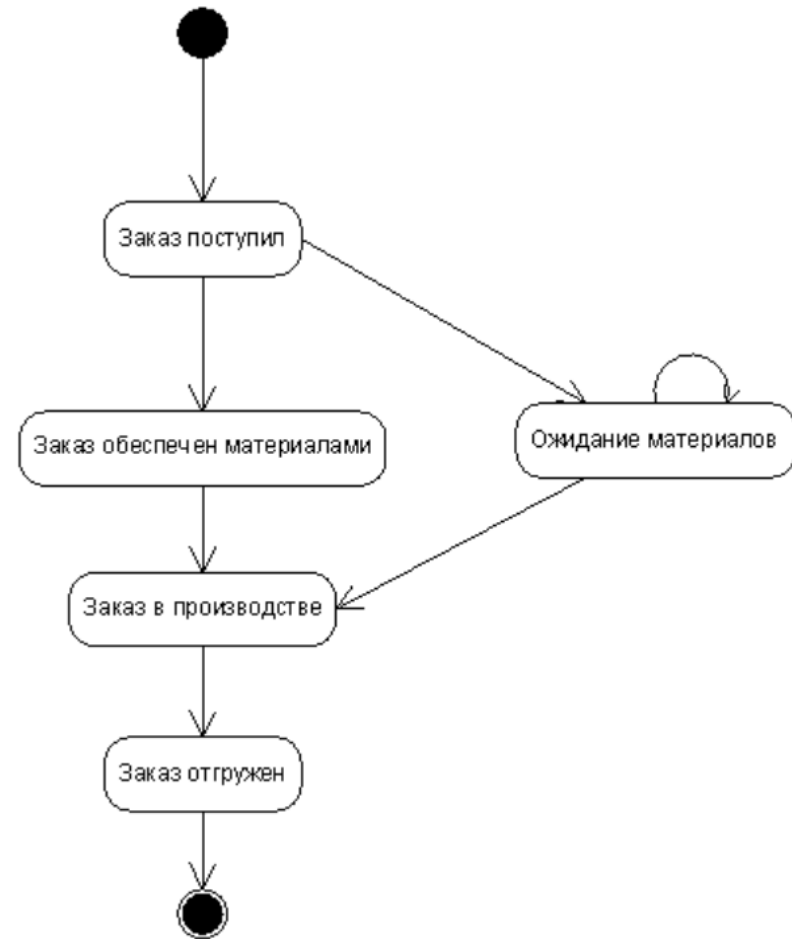 Заказ поступил
Заказ обеспечен материалами
Ожидание материалов
Заказ в производстве
Заказ отгружен